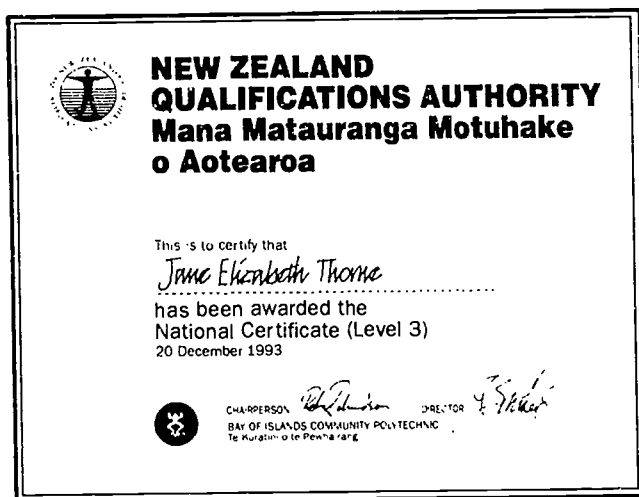 NEW ZEALAND
QUALIFICATIONS AUTHORITY
Mana Matauranga Motuhake
o Aotearoa
This is to certify that
Jane Elizabeth Thorne
has been awarded the
National Certificate (Level 3)
20 December 1993
CHAIRPERSON
DIRECTOR
BAY OF ISLANDS COMMUNITY POLYTECHNIC
o te